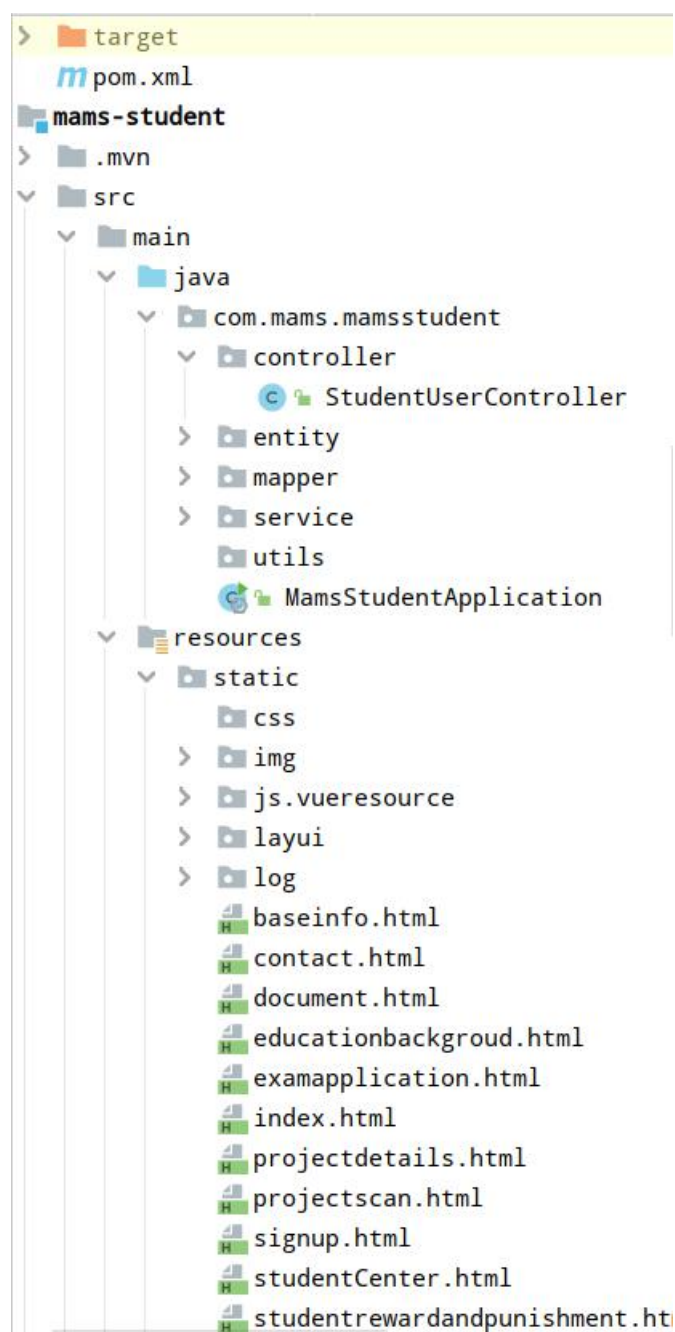 target
pom.xml
mams-student
.mvn
src
main
java
com.mams.mamsstudent
controller
StudentUserController
entity
mapper
service
utils
MamsStudentApplication
resources
static
css
img
js.vueresource
layui
log
baseinfo.html
contact.html
document.html
educationbackgroud.html
examapplication.html
index.html
projectdetails.html
projectscan.html
signup.html
studentCenter.html
studentrewardandpunishment.ht